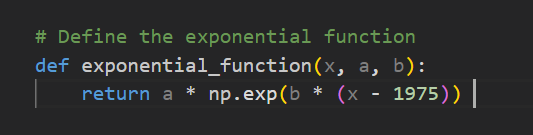 # Define the exponential function
def exponential_function(x, a, b):
    return a * np.exp(b * (x - 1975))